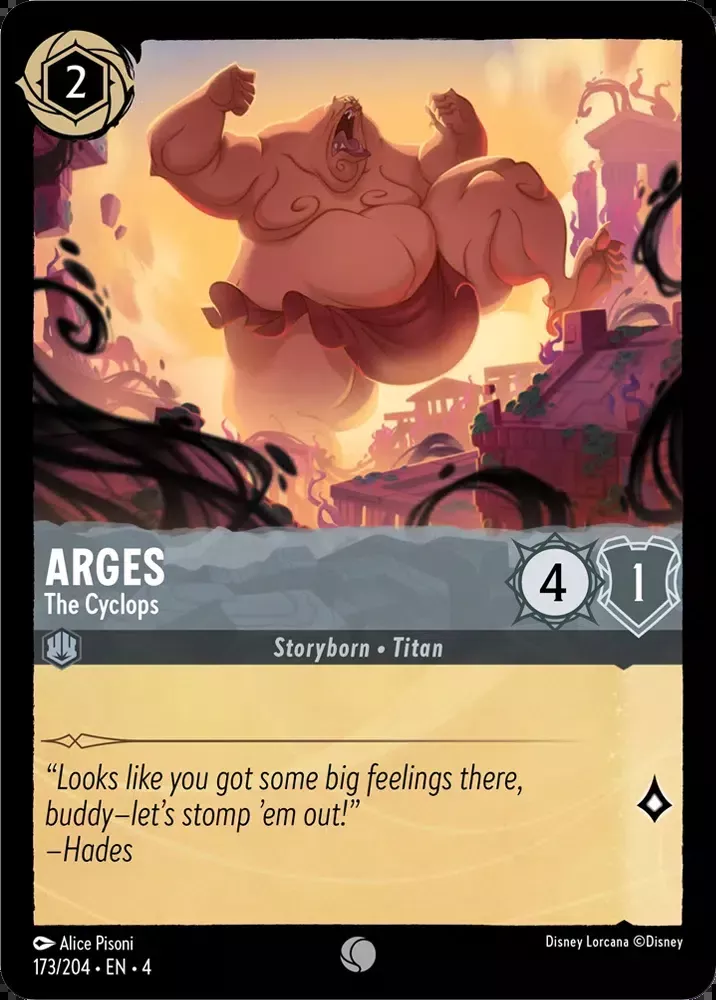 2
ARGES
The Cyclops
4
1
Storyborn • Titan
“Looks like you got some big feelings there,
buddy–let’s stomp ’em out!”
–Hades
Alice Pisoni
Disney Lorcana ©Disney
173/204 • EN • 4